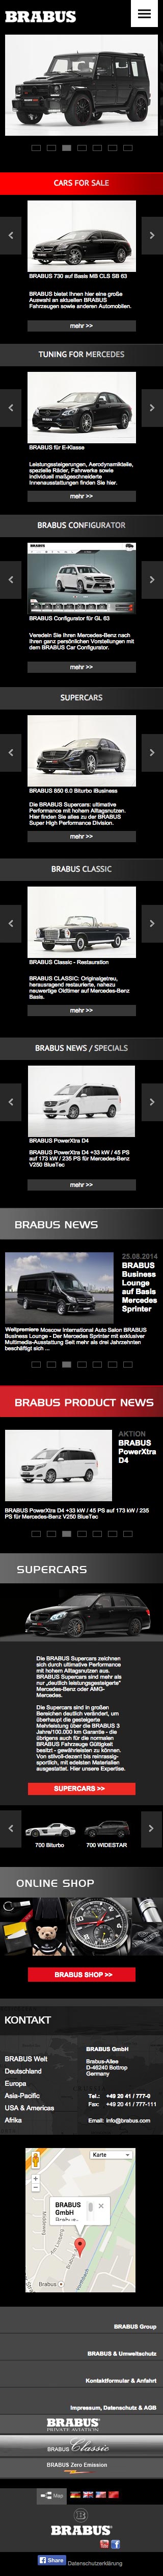 BRABUS
CARS FOR SALE
BRABUS 730 auf Basis MB CLS SB 63
BRABUS bietet Ihnen hier eine große
Auswahl an aktuellen BRABUS
Fahrzeugen sowie anderen Automobilen.
mehr >>
TUNING FOR MERCEDES
BRABUS für E-Klasse
Leistungssteigerungen, Aerodynamikteile,
spezielle Räder, Fahrwerke sowie
individuell maßgeschneiderte
Innenausstattungen finden Sie hier.
mehr >>
BRABUS CONFIGURATOR
BRABUS Configurator für GL 63
Veredeln Sie Ihren Mercedes-Benz nach
Ihren ganz persönlichen Vorstellungen mit
dem BRABUS Car Configurator.
mehr >>
SUPERCARS
BRABUS 850 6.0 Biturbo Business
Die BRABUS Supercars: ultimative
Performance mit hohem Alltagsnutzen.
Hier finden Sie alles zu der BRABUS
Super High Performance Division.
mehr >>
BRABUS CLASSIC
BRABUS Classic - Restauration
BRABUS CLASSIC: Originalgetreu,
herausragend restaurierte, nahezu
neuwertige Oldtimer auf Mercedes-Benz
Basis.
mehr >>
BRABUS NEWS / SPECIALS
BRABUS PowerXtra D4
BRABUS PowerXtra D4 +33 kW / 45 PS
auf 173 kW / 235 PS für Mercedes-Benz
V250 BlueTec
mehr >>
BRABUS NEWS
25.08.2014
BRABUS
Business
Lounge
auf Basis
Mercedes
Sprinter
Weltpremiere Moscow International Auto Salon BRABUS
Business Lounge - Der Mercedes Sprinter mit exklusiver
Multimedia-Ausstattung Seit mehr als drei Jahrzehnten
beschäftigt sich ...
BRABUS PRODUCT NEWS
AKTION
BRABUS
PowerXtra
D4
BRABUS PowerXtra D4 +33 kW / 45 PS auf 173 kW / 235
PS für Mercedes-Benz V250 BlueTec
SUPERCARS
Die BRABUS Supercars zeichnen
sich durch ultimative Performance
mit hohem Alltagsnutzen aus.
BRABUS Supercars sind mehr als
nur „deutlich leistungsgesteigerte"
Mercedes-Benz oder AMG-
Mercedes.
Die Supercars sind in großen
Bereichen deutlich verändert, um
überhaupt die gesteigerte
Mehrleistung über die BRABUS 3
Jahre/100.000 km Garantie - die
übrigens auch für die normalen
BRABUS Fahrzeuge Gültigkeit
besitzt - gewährleisten zu können.
Von stilvoll-dezent bis rennmass-
sportlich, mit edelsten Materialien
ausgestattet. Hier unsere Expertise.
SUPERCARS >>
700 Biturbo
700 WIDESTAR
ONLINE SHOP
BRABUS SHOP >>
KONTAKT
BRABUS Welt
Deutschland
Europa
Asia-Pacific
USA & Americas
Afrika
BRABUS GmbH
Brabus-Allee
D-46240 Bottrop
Germany
Tel.: +49 20 41 / 777-0
Fax: +49 20 41 / 777-111
Email: info@brabus.com
Karte
BRABUS
GmbH
Brabus
BRABUS Group
BRABUS & Umweltschutz
Kontaktformular & Anfahrt
Impressum, Datenschutz & AGB
BRABUS
PRIVATE AVIATION
BRABUS Classic
BRABUS Zero Emission
BRABUS
Share
Datenschutzerklärung